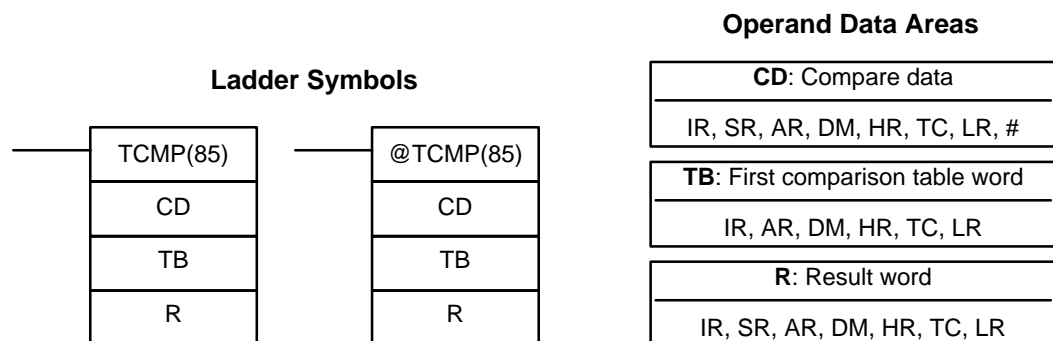 Operand Data Areas
Ladder Symbols
CD: Compare data
IR, SR, AR, DM, HR, TC, LR, #
TCMP(85)
@TCMP(85)
TB: First comparison table word
CD
CD
IR, AR, DM, HR, TC, LR
TB
TB
R: Result word
R
R
IR, SR, AR, DM, HR, TC, LR